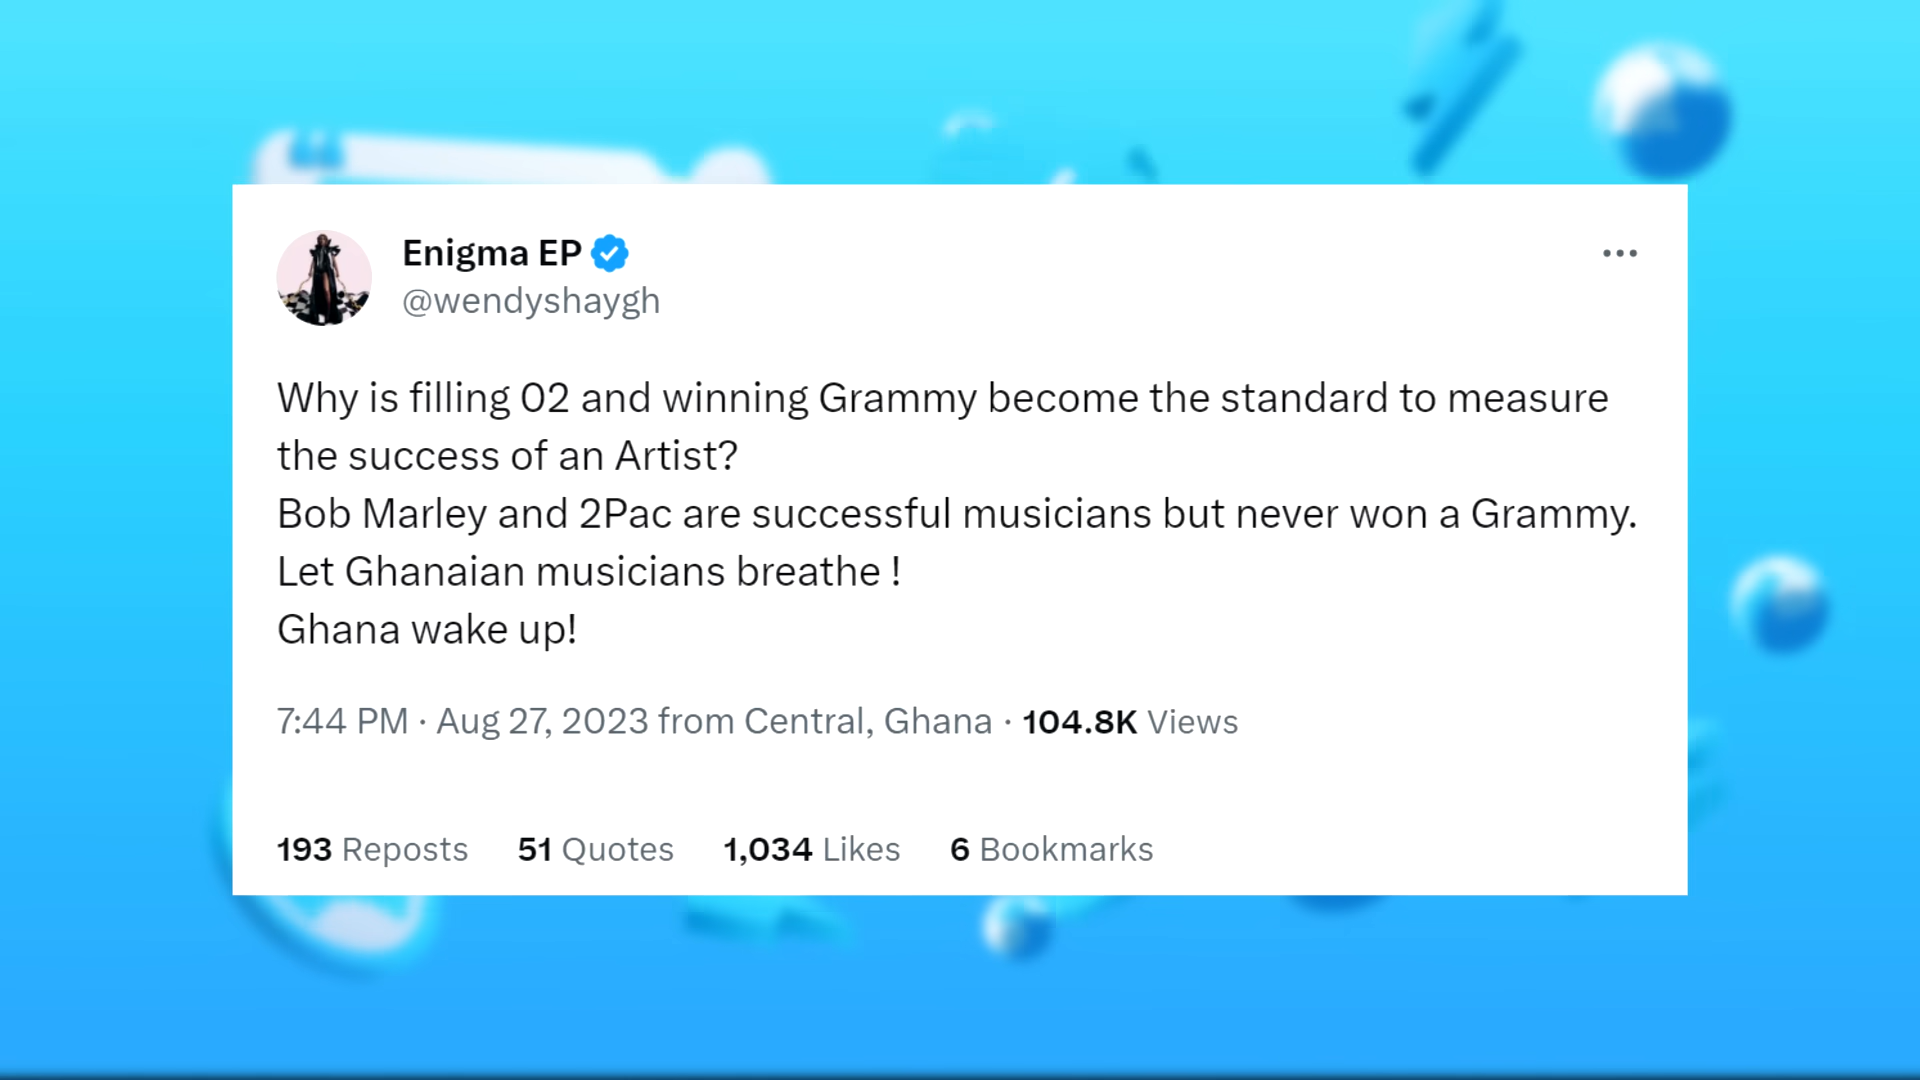 Enigma EP
@wendyshaygh
Why is filling 02 and winning Grammy become the standard to measure
the success of an Artist?
Bob Marley and 2Pac are successful musicians but never won a Grammy.
Let Ghanaian musicians breathe !
Ghana wake up!
7:44 PM · Aug 27, 2023 from Central, Ghana · 104.8K Views
193 Reposts 51 Quotes 1,034 Likes 6 Bookmarks